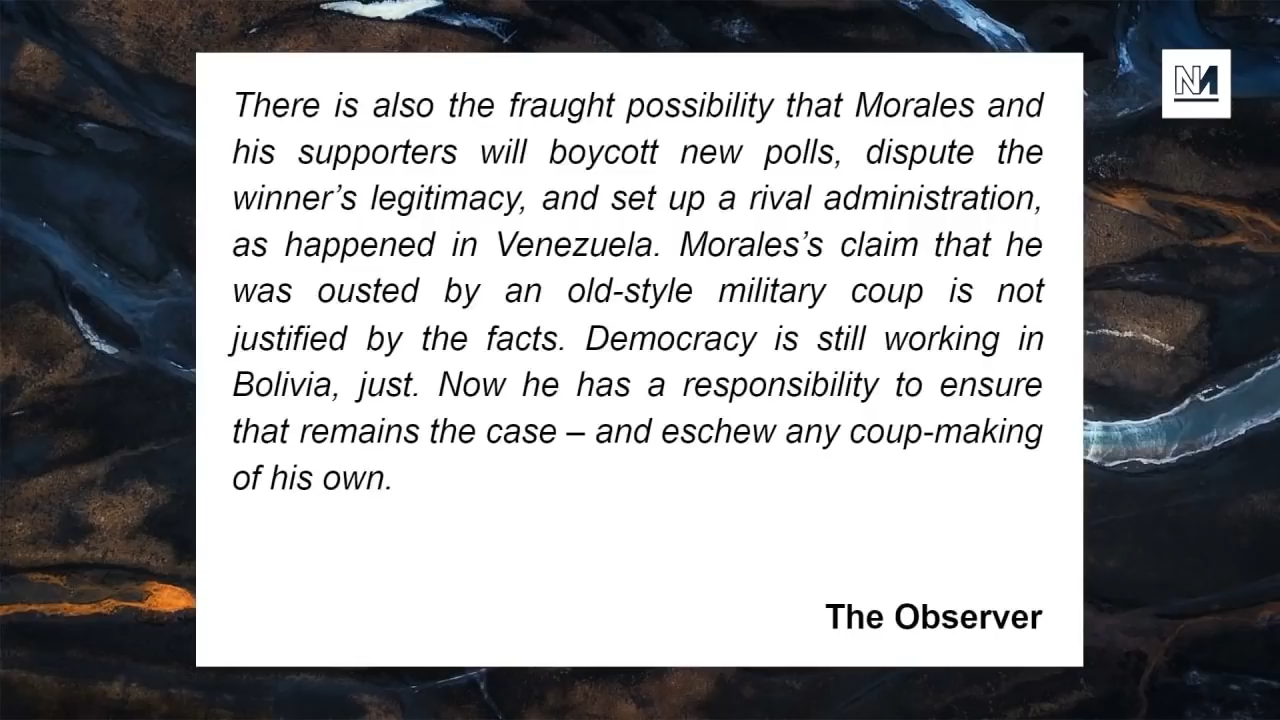 There is also the fraught possibility that Morales and
his supporters will boycott new polls, dispute the
winner’s legitimacy, and set up a rival administration,
as happened in Venezuela. Morales’s claim that he
was ousted by an old-style military coup is not
justified by the facts. Democracy is still working in
Bolivia, just. Now he has a responsibility to ensure
that remains the case – and eschew any coup-making
of his own.
The Observer
NM